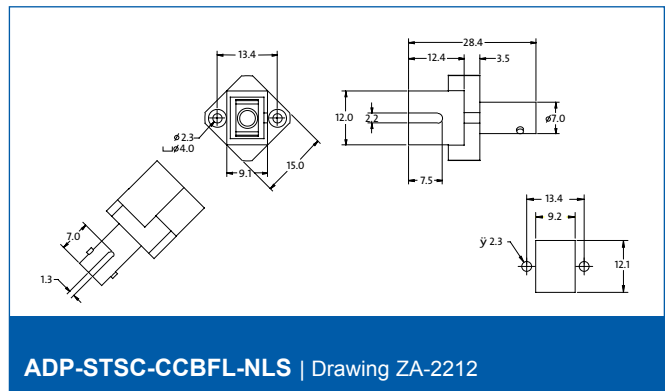 13.4
28.4
12.4
3.5
12.0
2.2
ø7.0
ø2.3
⌴ø4.0
9.1
15.0
7.5
7.0
1.3
13.4
9.2
ÿ 2.3
12.1
ADP-STSC-CCBFL-NLS | Drawing ZA-2212